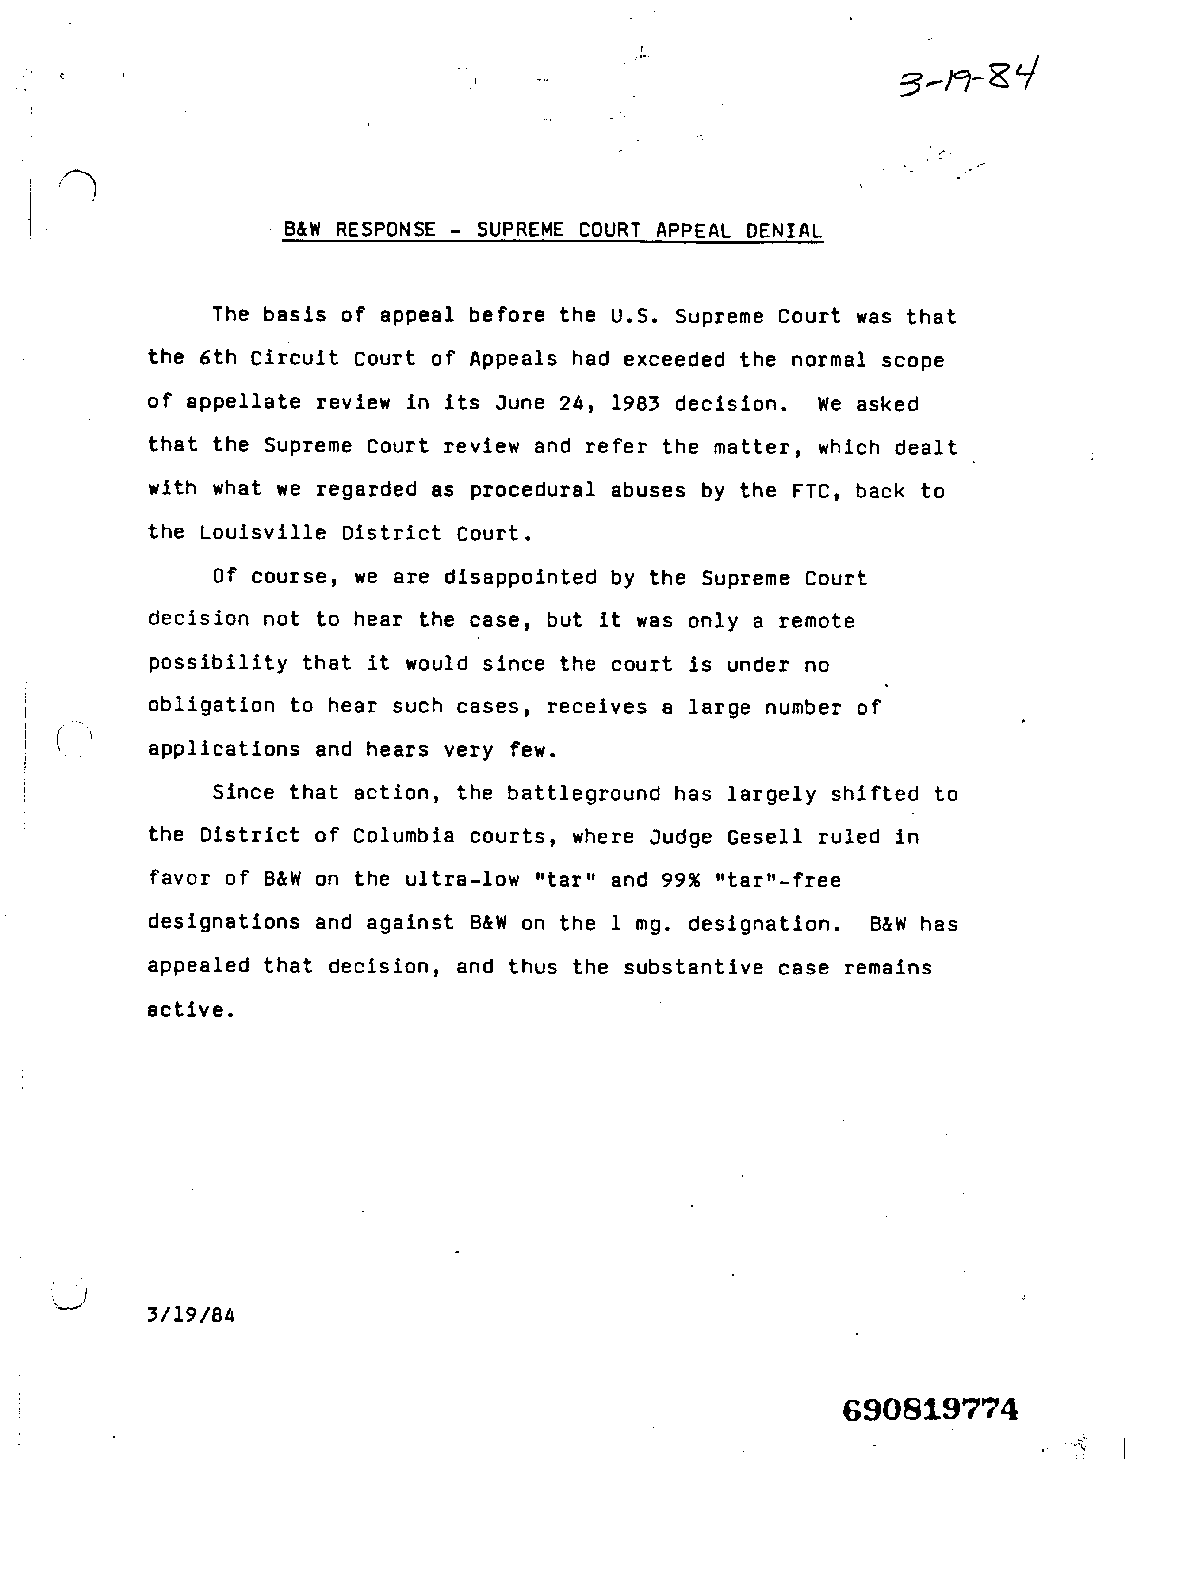 3-19-84
B&W RESPONSE - SUPREME COURT APPEAL DENIAL
The basis of appeal before the U.S. Supreme Court was that
the 6th Circuit Court of Appeals had exceeded the normal scope
of appellate review in its June 24, 1983 decision. We asked
that the Supreme Court review and refer the matter, which dealt
with what we regarded as procedural abuses by the FTC, back to
the Louisville District Court.
Of course, we are disappointed by the Supreme Court
decision not to hear the case, but it was only a remote
possibility that it would since the court is under no
obligation to hear such cases, receives a large number of
applications and hears very few.
Since that action, the battleground has largely shifted to
the District of Columbia courts, where Judge Gesell ruled in
favor of B&W on the ultra-low "tar" and 99% "tar"-free
designations and against B&W on the 1 mg. designation. B&W has
appealed that decision, and thus the substantive case remains
active.
3/19/84
690819774